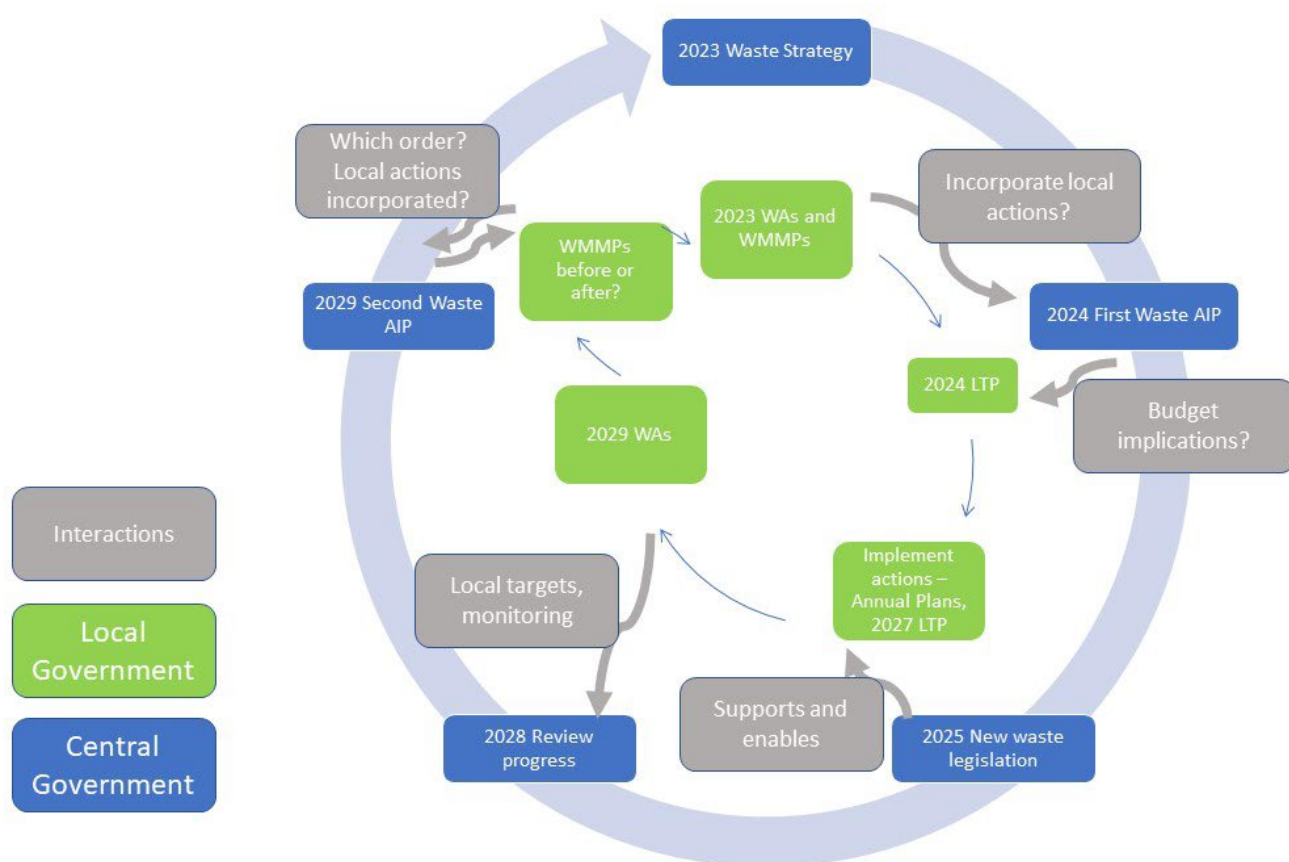 2023 Waste Strategy
Which order?
Local actions
incorporated?
Incorporate local
actions?
2023 WAs and
WMMPs
WMMPs
before or
after?
2029 Second Waste
AIP
2024 First Waste AIP
2024 LTP
Budget
implications?
2029 WAs
Interactions
Local targets,
monitoring
Implement
actions –
Annual Plans,
2027 LTP
Local
Government
Supports and
enables
Central
Government
2028 Review
progress
2025 New waste
legislation